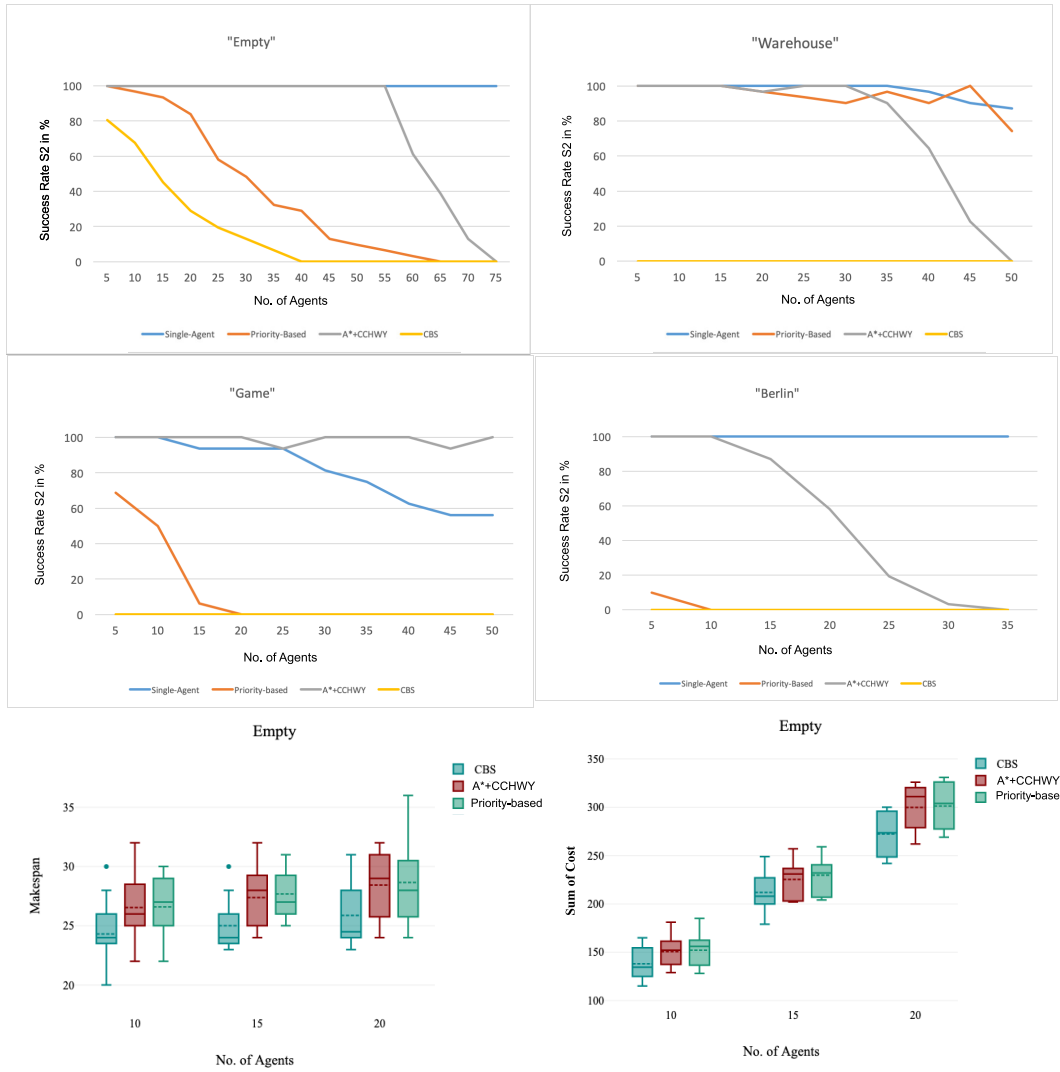 "Empty"
Success Rate S2 in %
100
80
60
40
20
0
5 10 15 20 25 30 35 40 45 50 55 60 65 70 75
No. of Agents
Single-Agent Priority-Based A*+CCHWY CBS
"Warehouse"
Success Rate S2 in %
100
80
60
40
20
0
5 10 15 20 25 30 35 40 45 50
No. of Agents
Single-Agent Priority-Based A*+CCHWY CBS
"Game"
Success Rate S2 in %
100
80
60
40
20
0
5 10 15 20 25 30 35 40 45 50
No. of Agents
Single-Agent Priority-based A*+CCHWY CBS
"Berlin"
Success Rate S2 in %
100
80
60
40
20
0
5 10 15 20 25 30 35
No. of Agents
Single-Agent Priority-Based A*+CCHWY CBS
Empty
CBS
A*+CCHWY
Priority-based
Makespan
35
30
25
20
10 15 20
No. of Agents
Empty
CBS
A*+CCHWY
Priority-base
Sum of Cost
350
300
250
200
150
100
10 15 20
No. of Agents